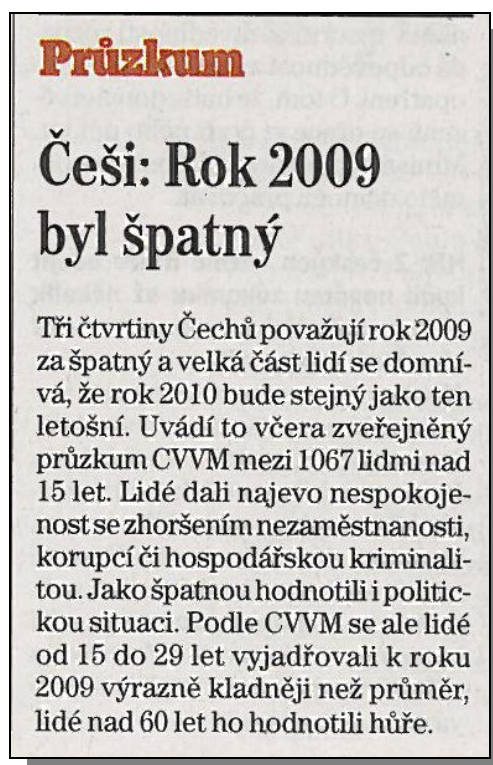 Průzkum
Češi: Rok 2009
byl špatný
Tři čtvrtiny Čechů považují rok 2009
za špatný a velká část lidí se domní-
vá, že rok 2010 bude stejný jako ten
letošní. Uvádí to včera zveřejněný
průzkum CVVM mezi 1067 lidmi nad
15 let. Lidé dali najevo nespokoje-
nost se zhoršením nezaměstnanosti,
korupcí či hospodářskou kriminali-
tou. Jako špatnou hodnotili i politic-
kou situaci. Podle CVVM se ale lidé
od 15 do 29 let vyjadřovali k roku
2009 výrazně kladněji než průměr,
lidé nad 60 let ho hodnotili hůře.